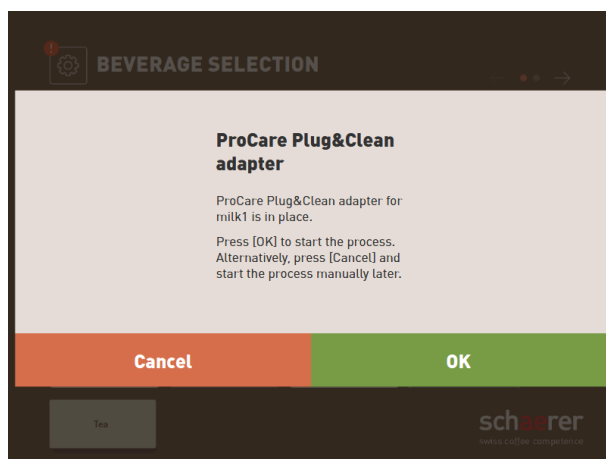 !
BEVERAGE SELECTION
ProCare Plug&Clean
adapter
ProCare Plug&Clean adapter for
milk1 is in place.
Press [OK] to start the process.
Alternatively, press [Cancel] and
start the process manually later.
Cancel
OK
Tea
schaerer
swiss coffee competence